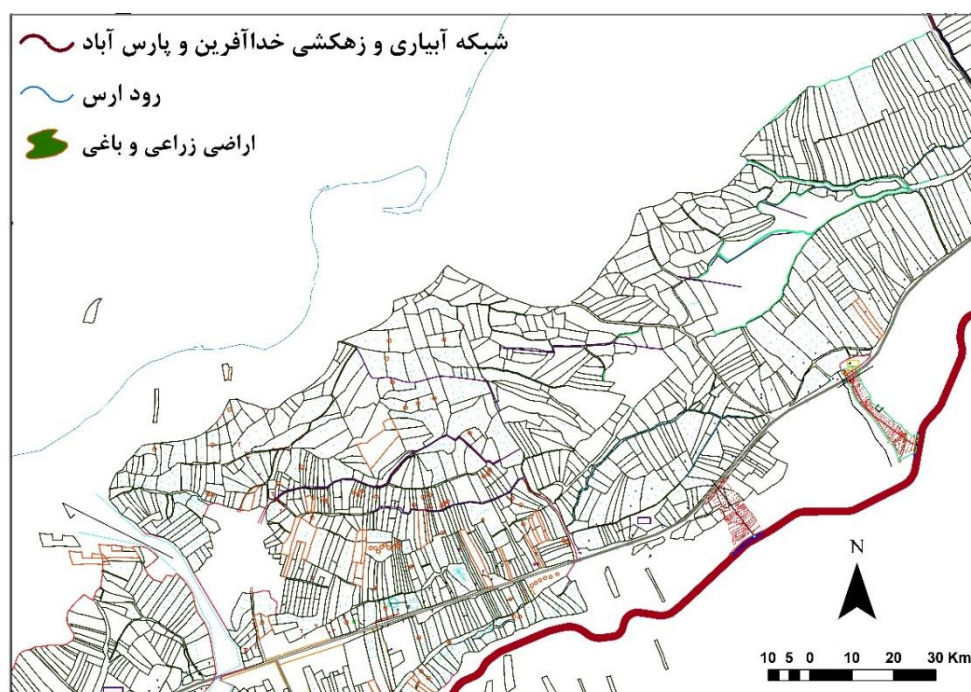 شبکه آبیاری و زهکشی خداآفرین و پارس آباد
رود ارس
اراضی زراعی و باغی
N
10 5 0 10 20 30 Km